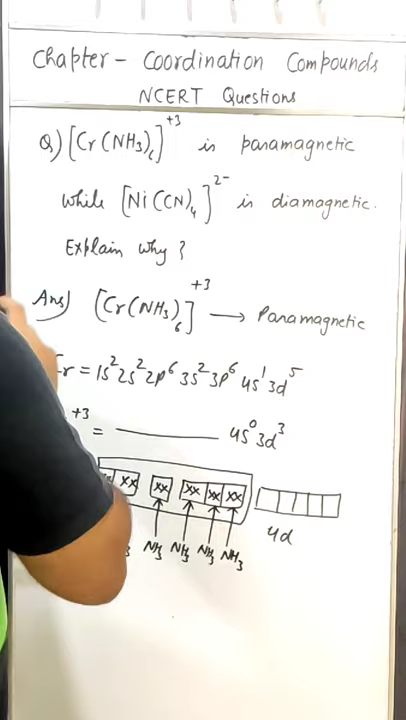 Chapter - Coordination Compounds
NCERT Questions
Q) [Cr(NH3)6]+3 is paramagnetic
while [Ni(CN)4]2- is diamagnetic.
Explain why?
Ans) [Cr(NH3)6]+3 → Paramagnetic
Cr = 1s2 2s2 2p6 3s2 3p6 4s1 3d5
+3 = 4s0 3d3
xx xx xx xx xx
4d
NH3 NH3 NH3 NH3